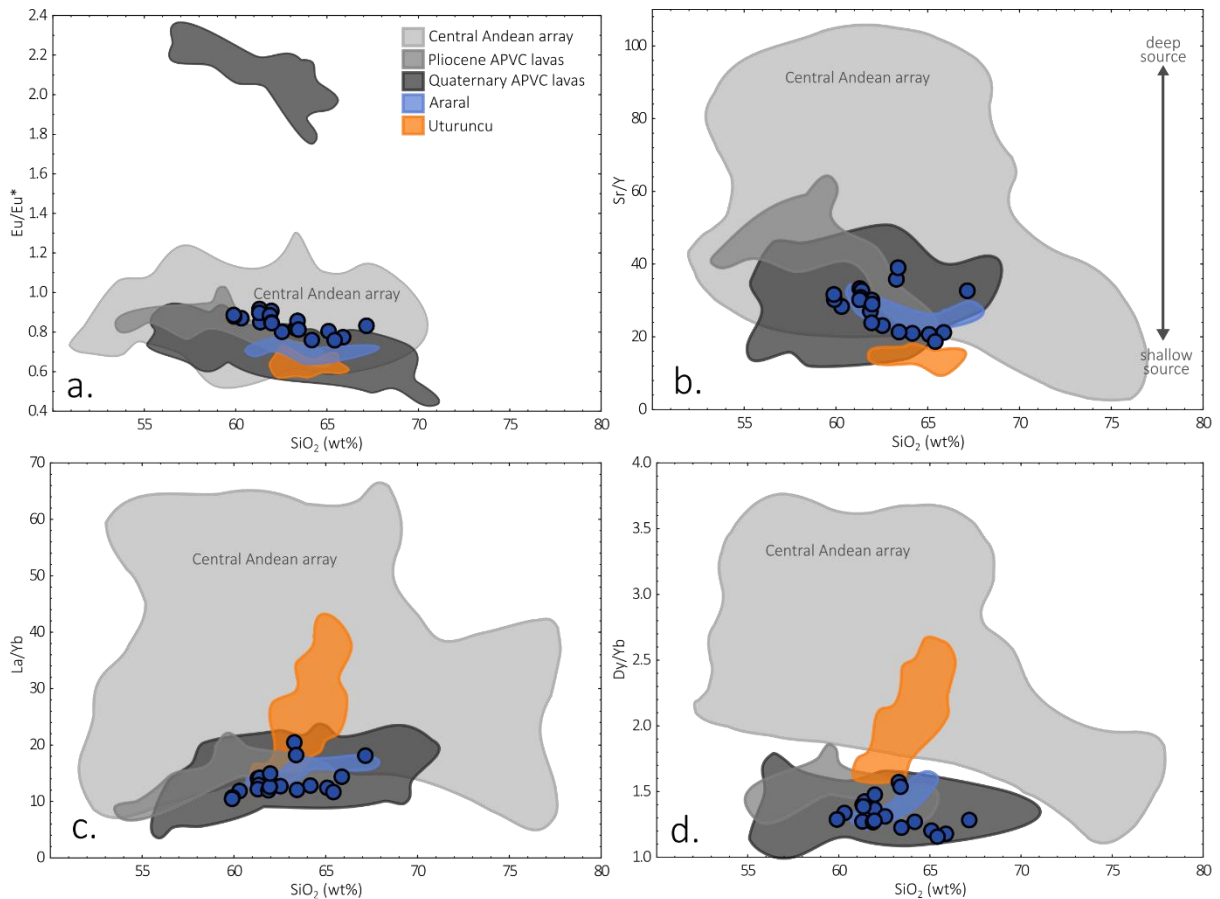 2.4
2.2
2.0
1.8
1.6
1.4
1.2
1.0
0.8
0.6
0.4
Eu/Eu*
Central Andean array
Pliocene APVC lavas
Quaternary APVC lavas
Araral
Uturuncu
Central Andean array
a.
55
60
65
70
75
80
SiO₂ (wt%)
100
80
60
40
20
0
Sr/Y
Central Andean array
deep
source
shallow
source
b.
55
60
65
70
75
80
SiO₂ (wt%)
70
60
50
40
30
20
10
0
La/Yb
Central Andean array
c.
55
60
65
70
75
80
SiO₂ (wt%)
4.0
3.5
3.0
2.5
2.0
1.5
1.0
Dy/Yb
Central Andean array
d.
55
60
65
70
75
80
SiO₂ (wt%)